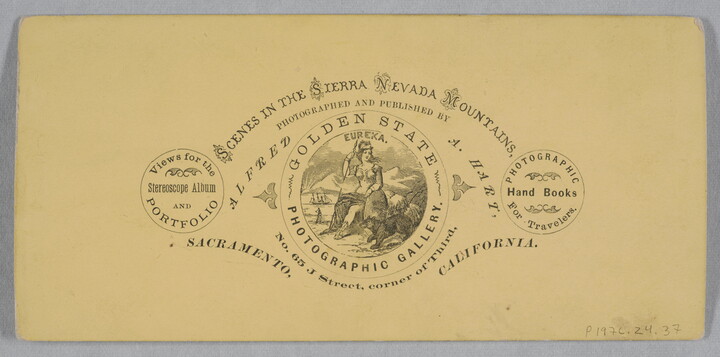 Scenes in the Sierra Nevada Mountains,
PHOTOGRAPHED AND PUBLISHED BY
ALFRED A. HART,
GOLDEN STATE
EUREKA.
PHOTOGRAPHIC GALLERY.
No. 65 J Street, corner of Third,
SACRAMENTO, CALIFORNIA.
Views for the
Stereoscope Album
AND
PORTFOLIO
PHOTOGRAPHIC
Hand Books
For Travelers.
P.1976.24.37